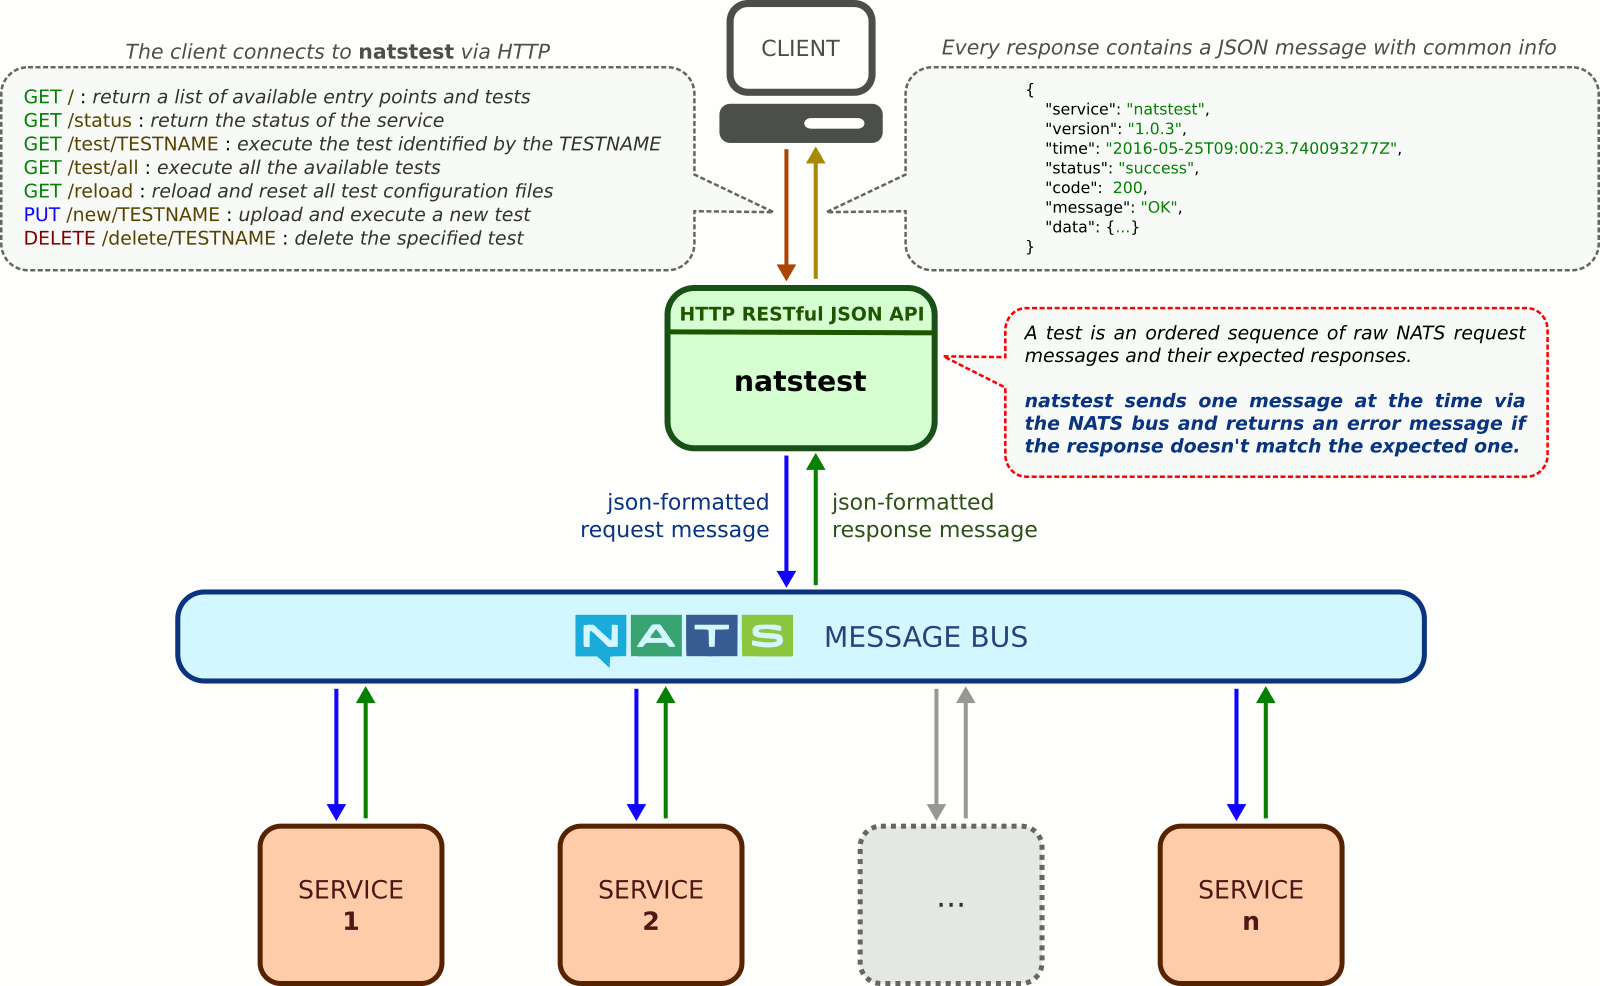 CLIENT
The client connects to natstest via HTTP
GET / : return a list of available entry points and tests
GET /status : return the status of the service
GET /test/TESTNAME : execute the test identified by the TESTNAME
GET /test/all : execute all the available tests
GET /reload : reload and reset all test configuration files
PUT /new/TESTNAME : upload and execute a new test
DELETE /delete/TESTNAME : delete the specified test
Every response contains a JSON message with common info
{
"service": "natstest",
"version": "1.0.3",
"time": "2016-05-25T09:00:23.740093277Z",
"status": "success",
"code":  200,
"message": "OK",
"data": {...}
}
HTTP RESTful JSON API
natstest
A test is an ordered sequence of raw NATS request
messages and their expected responses.
natstest sends one message at the time via
the NATS bus and returns an error message if
the response doesn't match the expected one.
json-formatted
request message
json-formatted
response message
NATS MESSAGE BUS
SERVICE
1
SERVICE
2
...
SERVICE
n